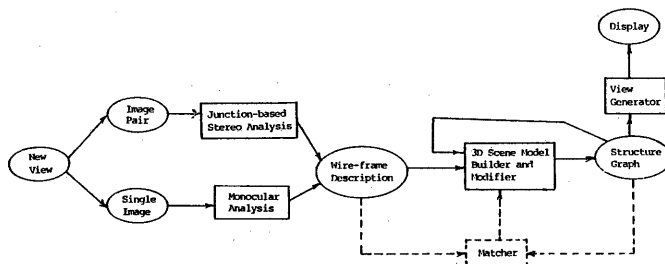 Display
View
Generator
Image
Pair
Junction-based
Stereo Analysis
New
View
Wire-frame
Description
3D Scene Model
Builder and
Modifier
Structure
Graph
Single
Image
Monocular
Analysis
Matcher